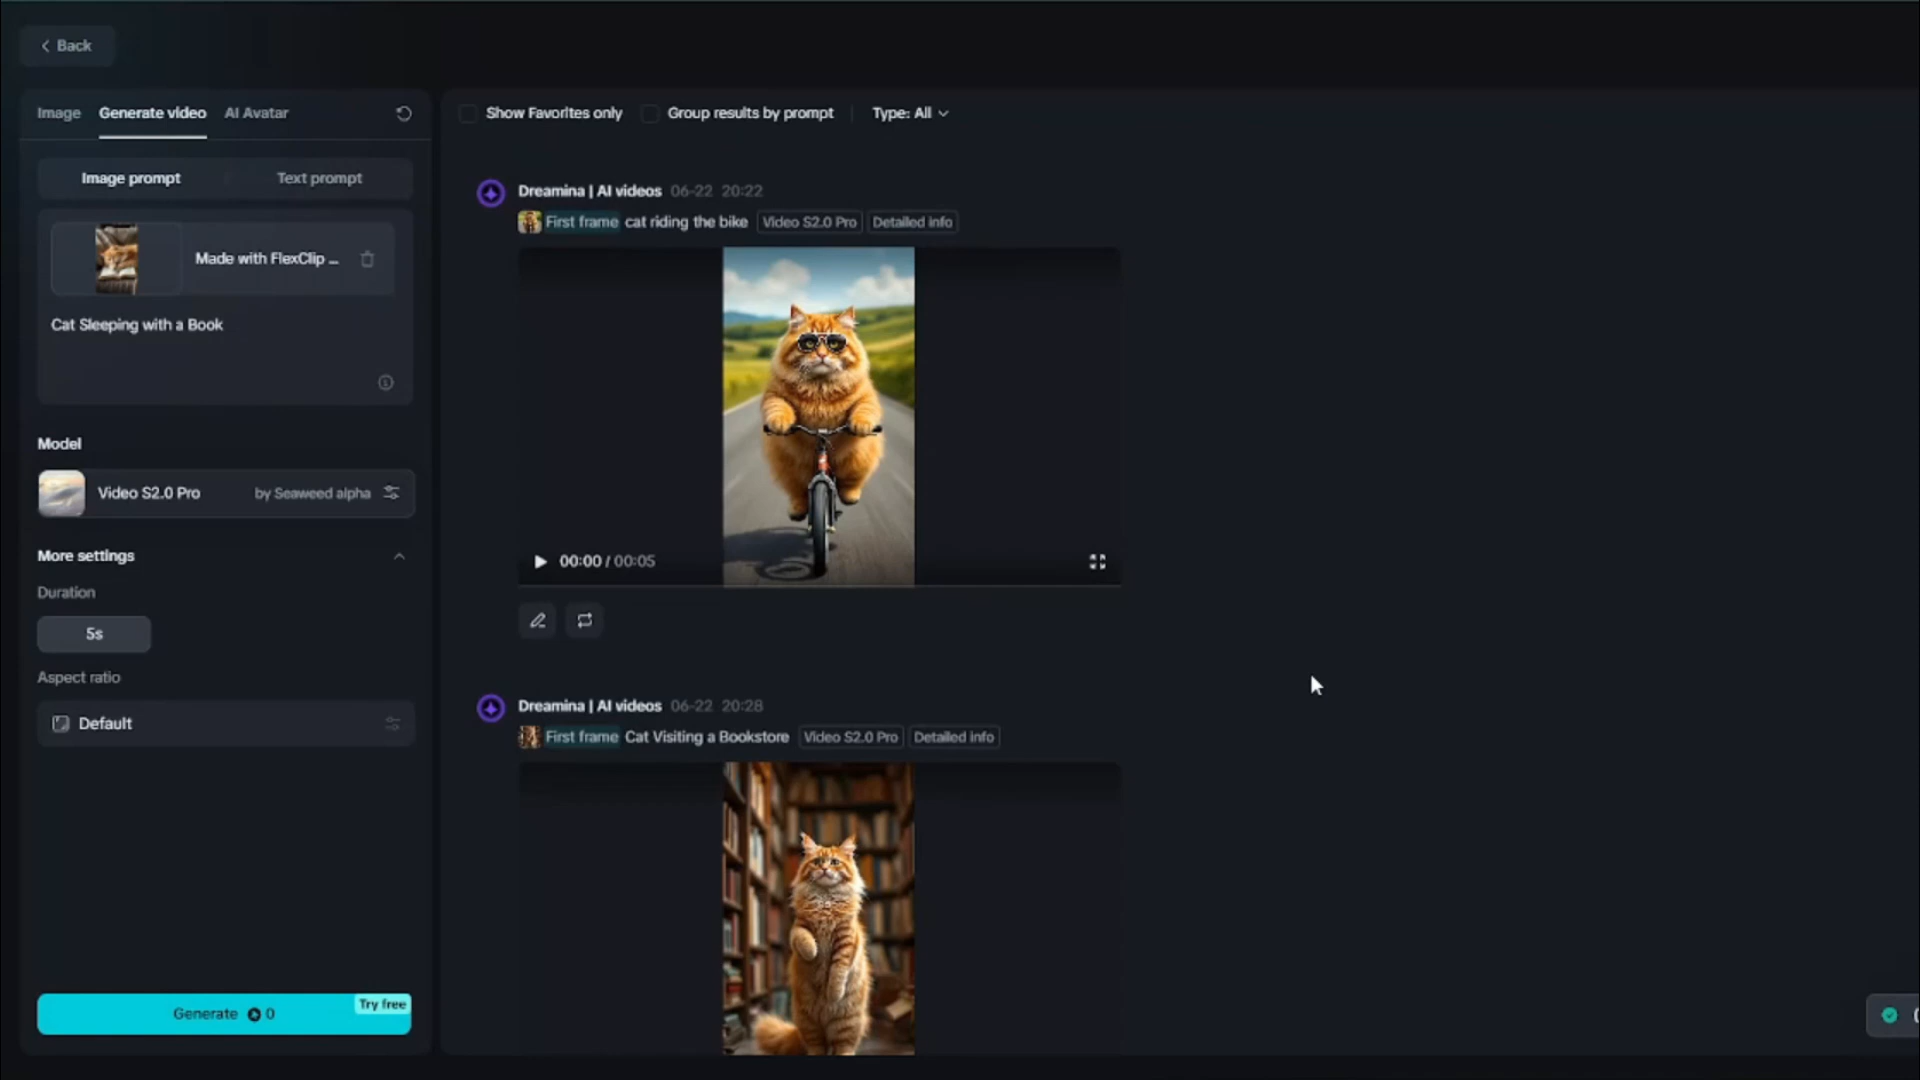 Back
Image Generate video AI Avatar
Show Favorites only Group results by prompt Type: All
Image prompt Text prompt
Made with FlexClip ...
Cat Sleeping with a Book
Model
Video S2.0 Pro by Seaweed alpha
More settings
Duration
5s
Aspect ratio
Default
Generate 0
Try free
Dreamina | AI videos 06-22 20:22
First frame cat riding the bike Video S2.0 Pro Detailed info
00:00 / 00:05
Dreamina | AI videos 06-22 20:28
First frame Cat Visiting a Bookstore Video S2.0 Pro Detailed info